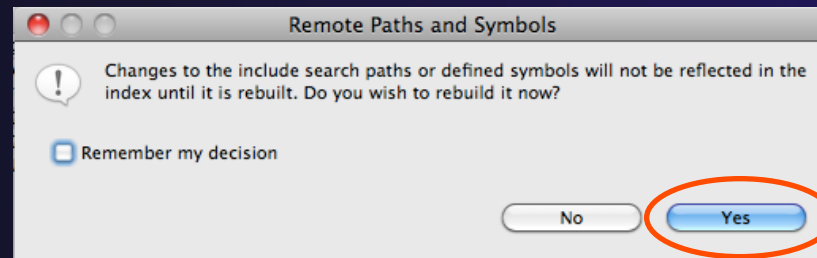 Remote Paths and Symbols
Changes to the include search paths or defined symbols will not be reflected in the
index until it is rebuilt. Do you wish to rebuild it now?
Remember my decision
No
Yes